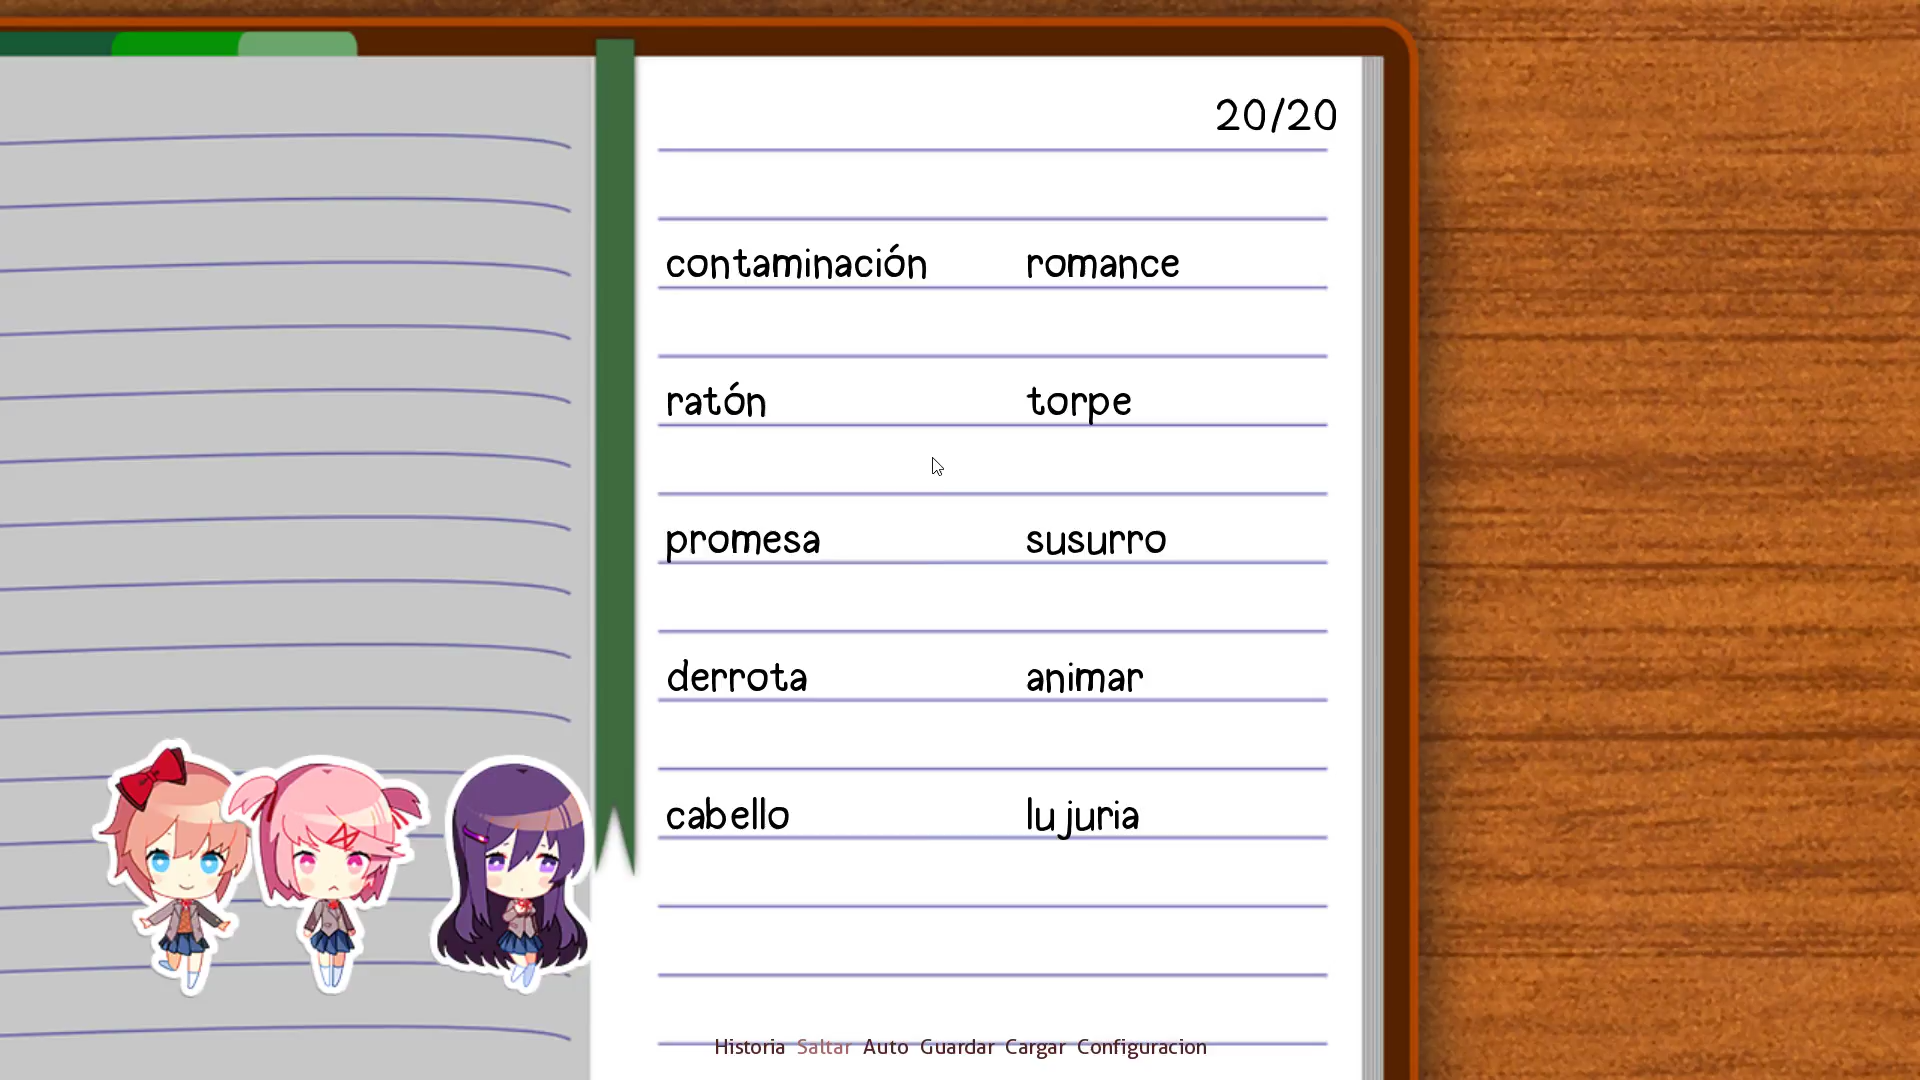 20/20
contaminación romance
ratón torpe
promesa susurro
derrota animar
cabello lujuria
Historia Saltar Auto Guardar Cargar Configuracion